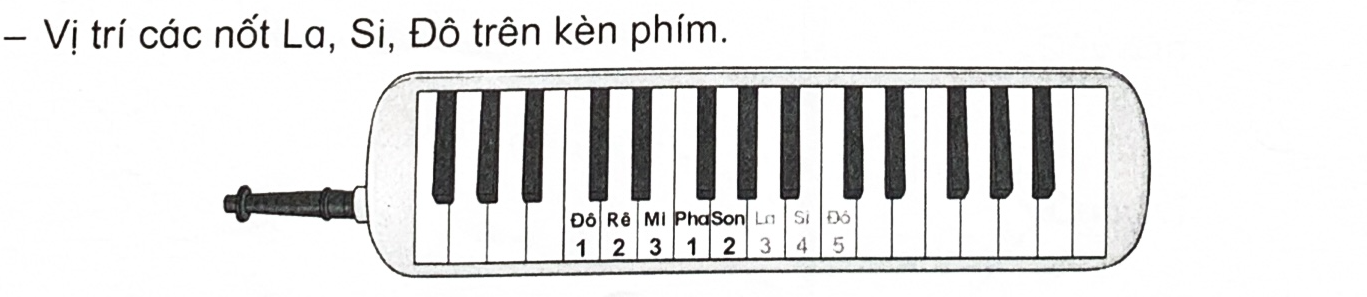 – Vị trí các nốt La, Si, Đô trên kèn phím.
Đô Rê Mi Pha Son La Si Đố
1 2 3 1 2 3 4 5